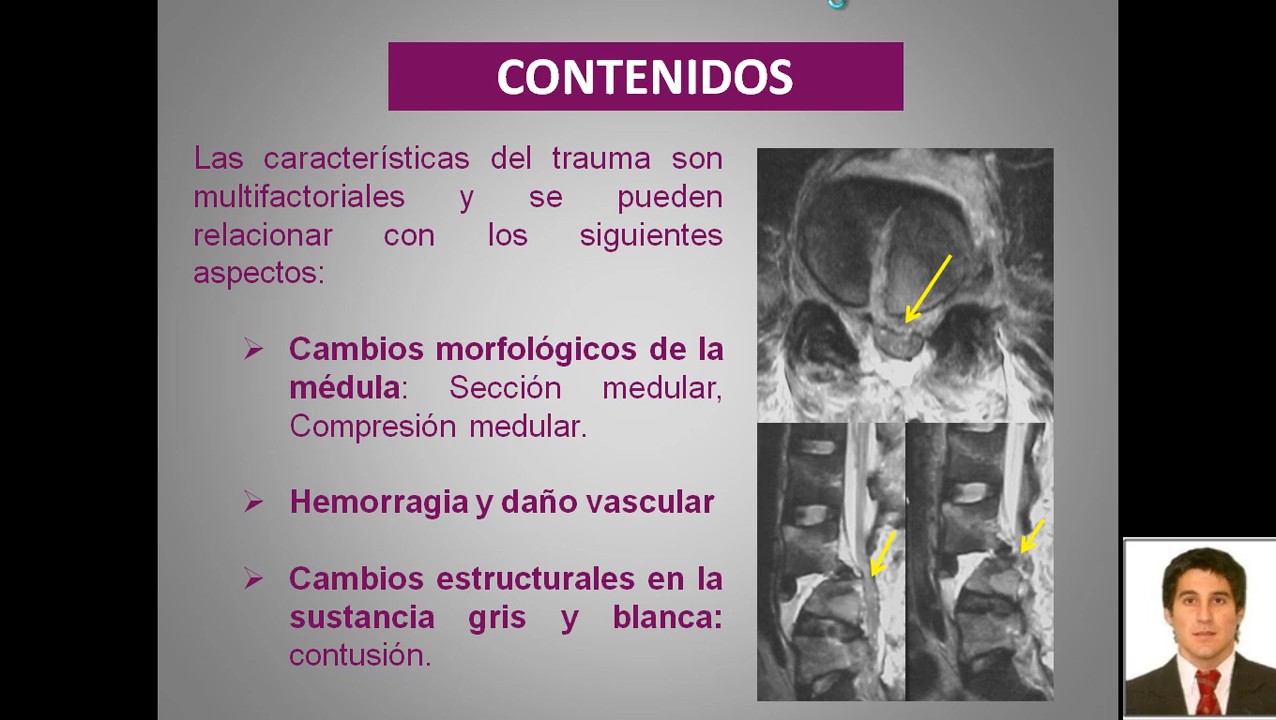 CONTENIDOS
Las características del trauma son
multifactoriales y se pueden
relacionar con los siguientes
aspectos:
Cambios morfológicos de la
médula: Sección medular,
Compresión medular.
Hemorragia y daño vascular
Cambios estructurales en la
sustancia gris y blanca:
contusión.